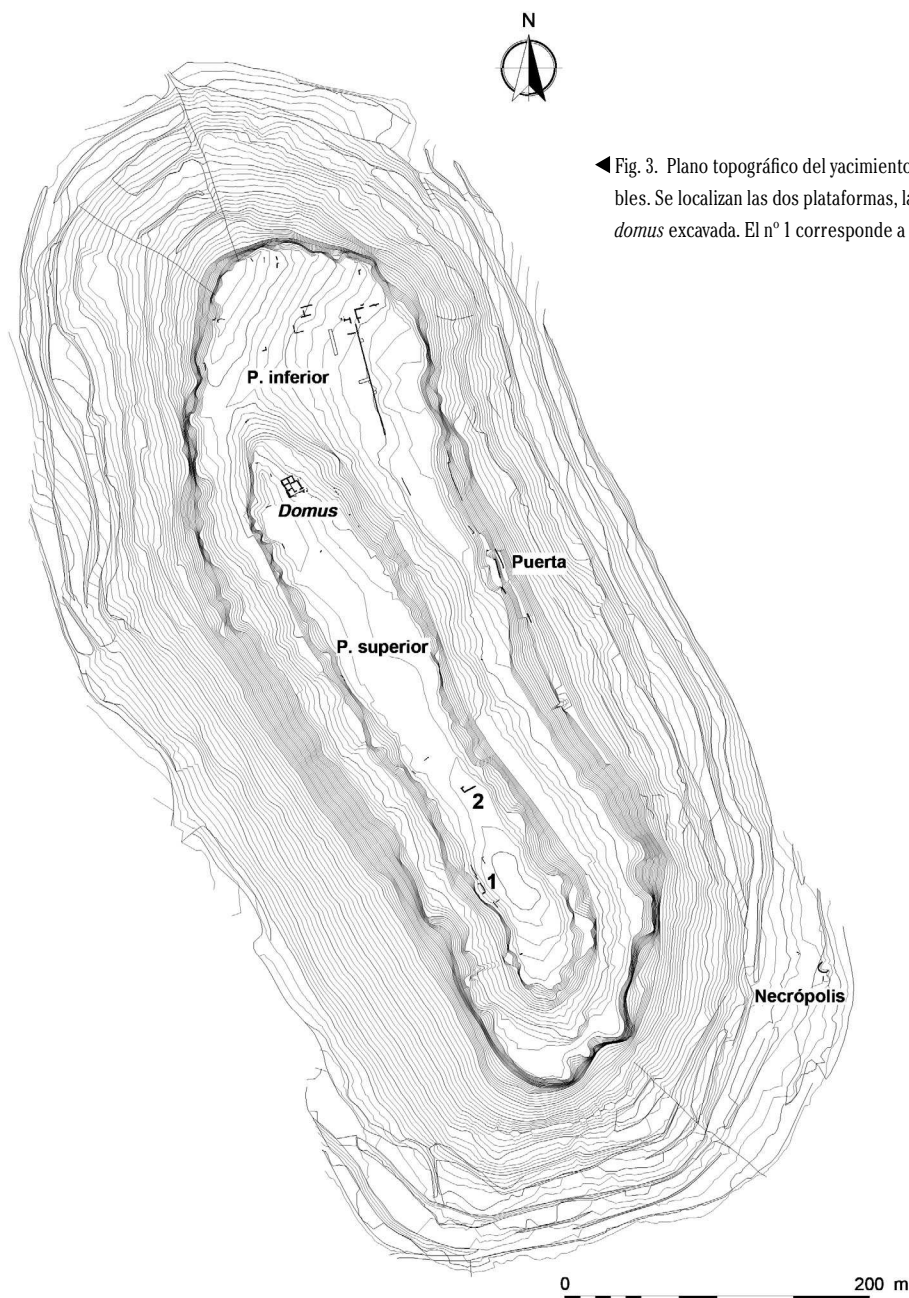 N
◀ Fig. 3. Plano topográfico del yacimiento
bles. Se localizan las dos plataformas, la
domus excavada. El nº 1 corresponde a
P. inferior
Domus
Puerta
P. superior
2
1
Necrópolis
0 200 m